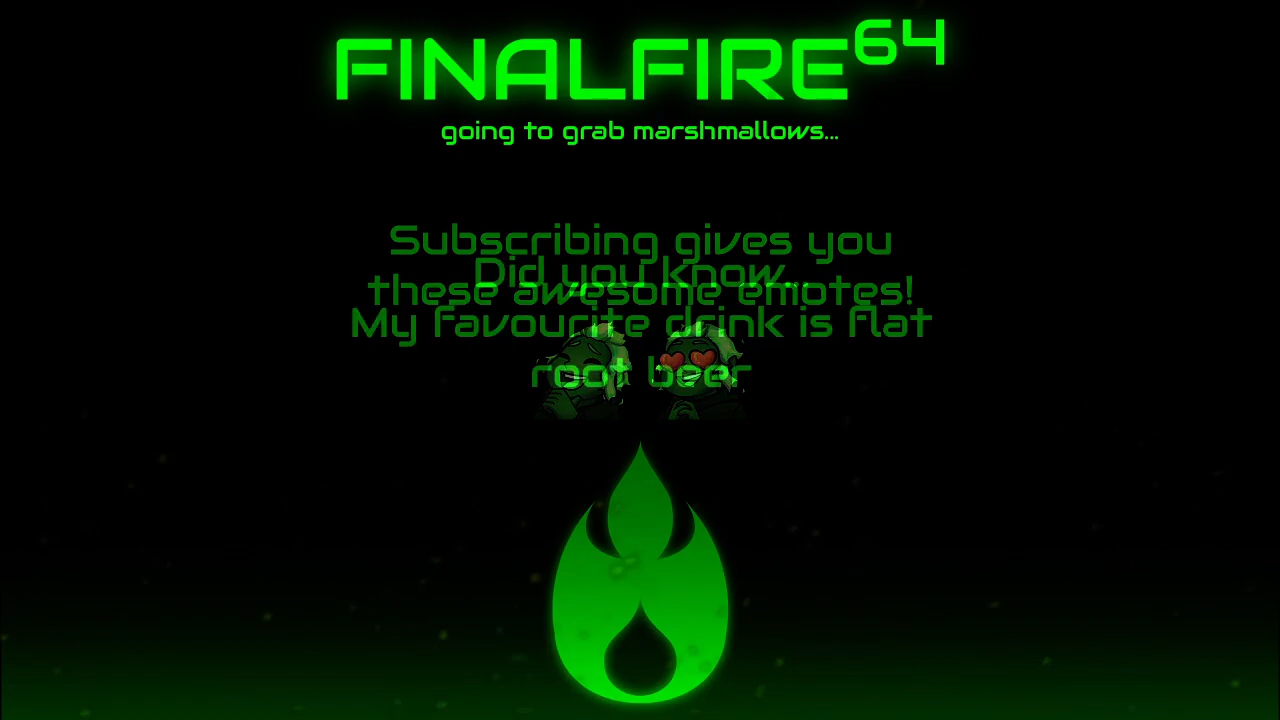 FINALFIRE64
going to grab marshmallows...
Subscribing gives you
these awesome emotes!
Did you know...
My favourite drink is flat
root beer